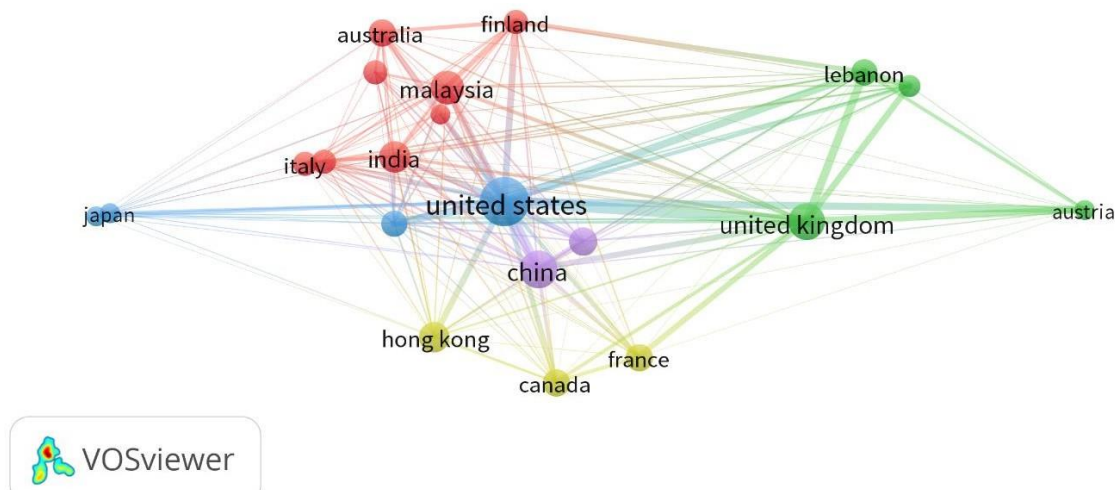 finland
australia
lebanon
malaysia
india
italy
united states
japan
austria
united kingdom
china
hong kong
france
canada
VOSviewer